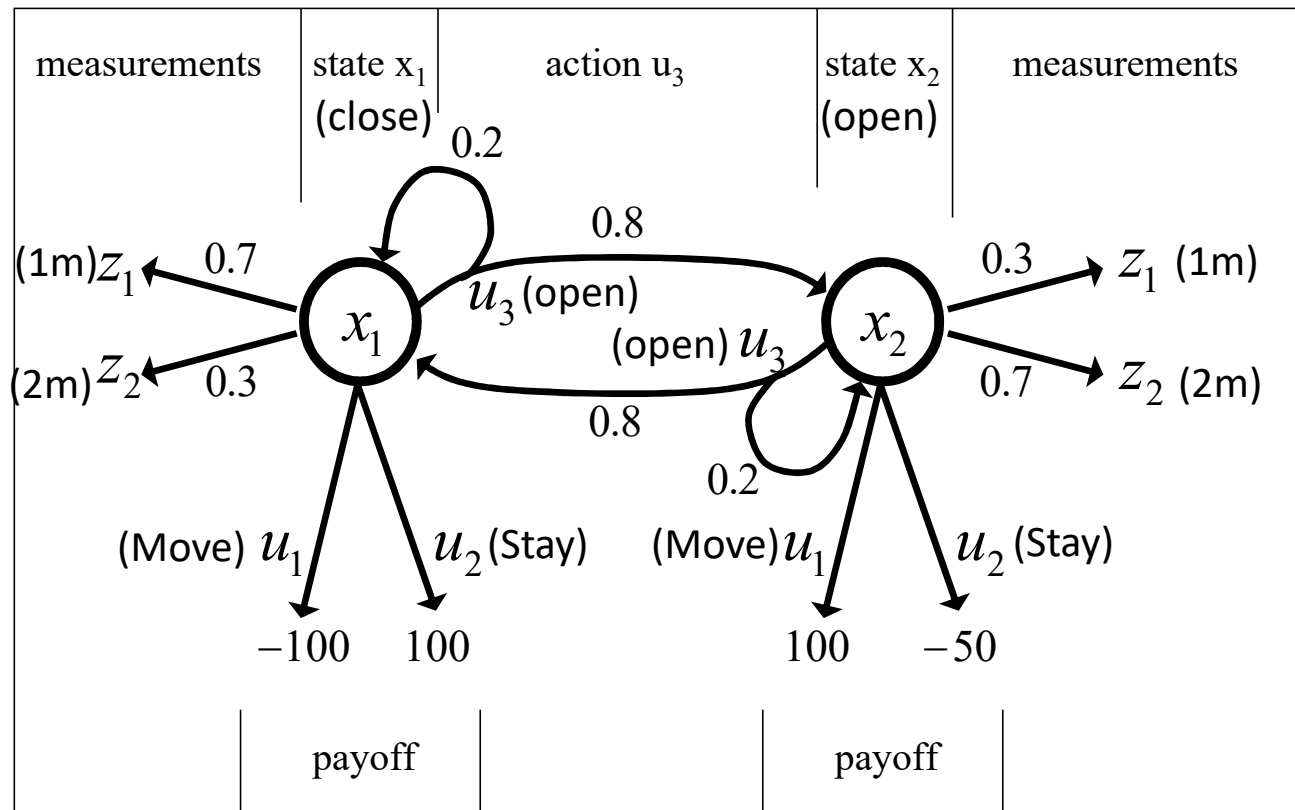 measurements
state x₁
(close)
action u₃
state x₂
(open)
measurements
0.2
0.8
(1m) z₁
0.7
0.3
z₁ (1m)
u₃ (open)
x₁
(open) u₃
x₂
(2m) z₂
0.3
0.7
z₂ (2m)
0.8
0.2
(Move) u₁
u₂ (Stay)
(Move) u₁
u₂ (Stay)
−100
100
100
−50
payoff
payoff